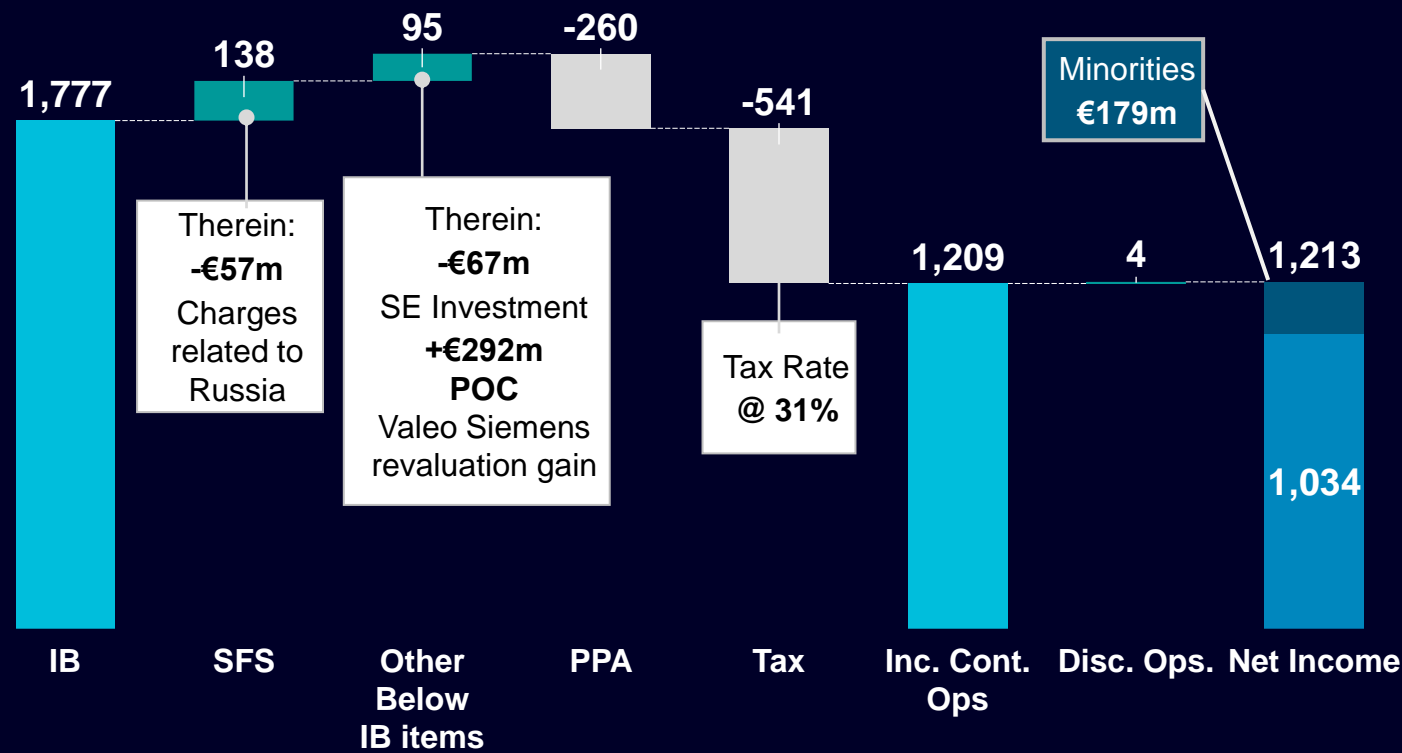 1,777
138
95
-260
-541
1,209
4
1,213
1,034
Minorities
€179m
Therein:
-€57m
Charges
related to
Russia
Therein:
-€67m
SE Investment
+€292m
POC
Valeo Siemens
revaluation gain
Tax Rate
@ 31%
IB
SFS
Other
Below
IB items
PPA
Tax
Inc. Cont.
Ops
Disc. Ops.
Net Income